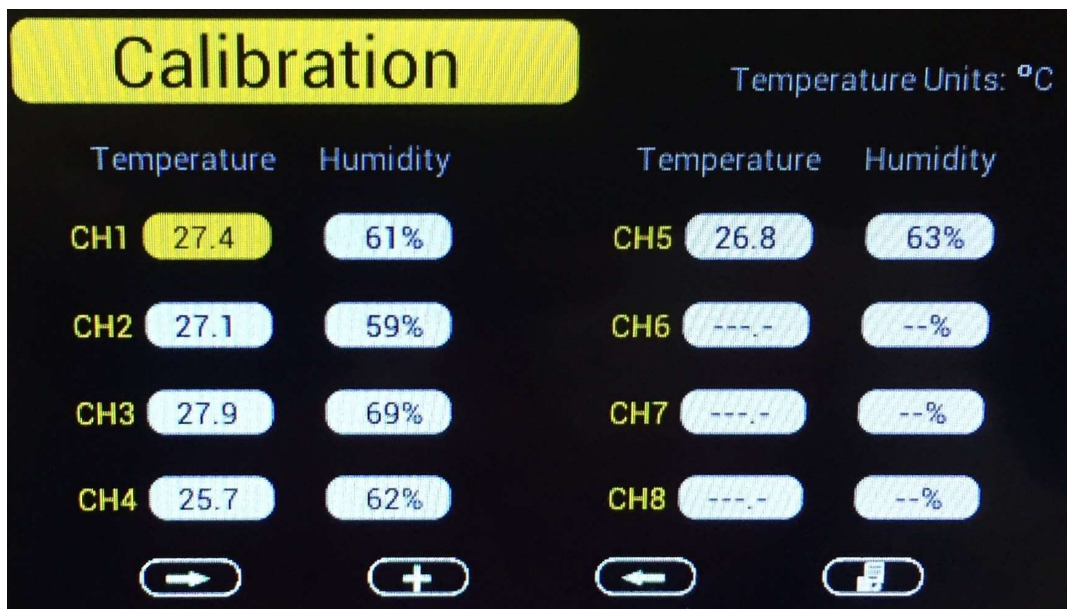 Calibration
Temperature Units: °C
Temperature Humidity Temperature Humidity
CH1 27.4 61% CH5 26.8 63%
CH2 27.1 59% CH6 ---.- --%
CH3 27.9 69% CH7 ---.- --%
CH4 25.7 62% CH8 ---.- --%